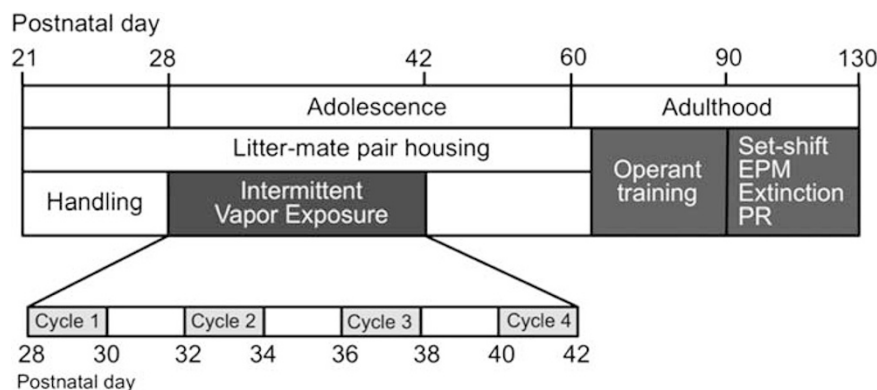 Postnatal day
21 28 42 60 90 130
Adolescence Adulthood
Litter-mate pair housing
Handling
Intermittent
Vapor Exposure
Operant
training
Set-shift
EPM
Extinction
PR
Cycle 1 Cycle 2 Cycle 3 Cycle 4
28 30 32 34 36 38 40 42
Postnatal day